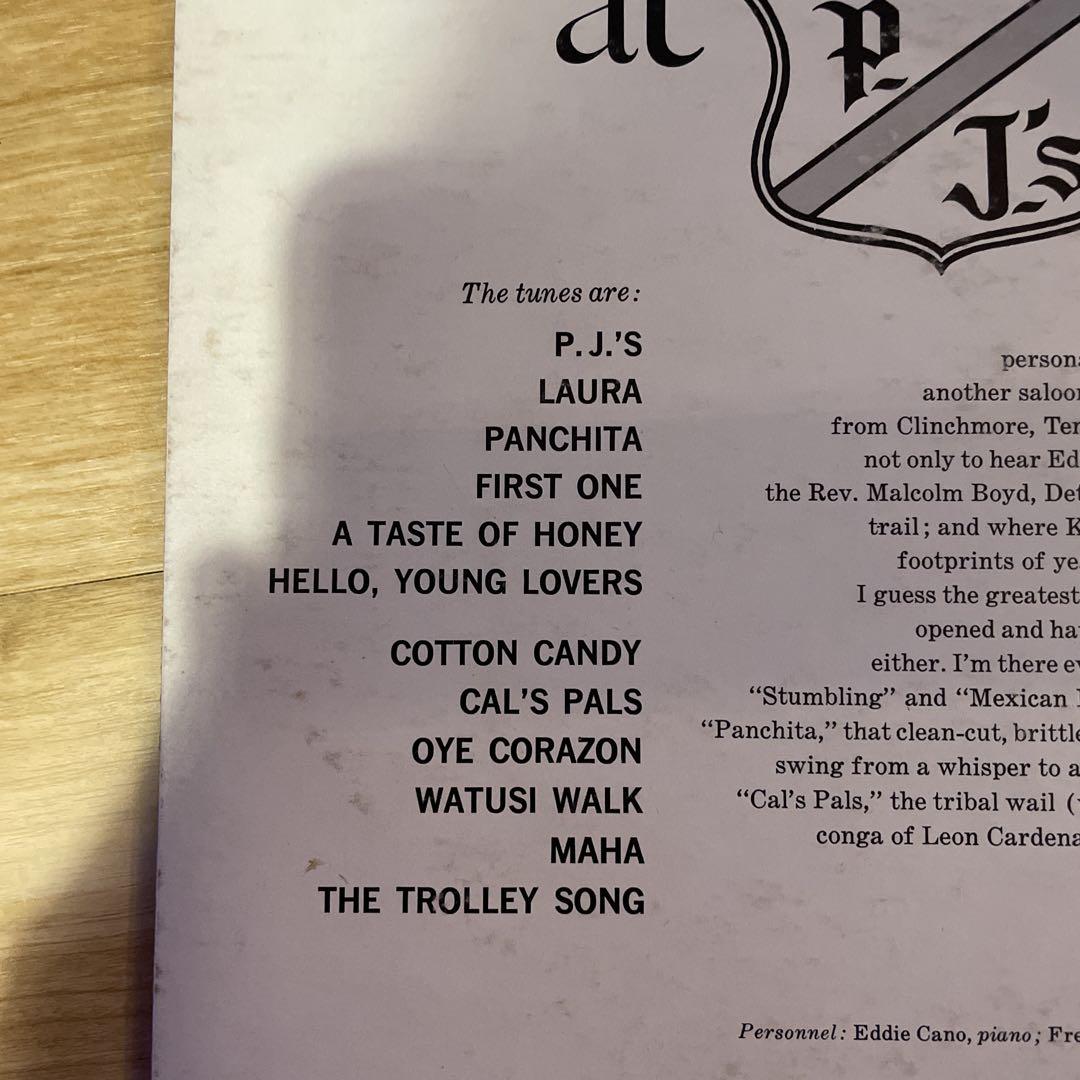 at
P.
J.'s
The tunes are:
P. J.'S
LAURA
PANCHITA
FIRST ONE
A TASTE OF HONEY
HELLO, YOUNG LOVERS
COTTON CANDY
CAL'S PALS
OYE CORAZON
WATUSI WALK
MAHA
THE TROLLEY SONG
another
from Clinchmore,
not only to hear
the Rev. Malcolm Boyd,
trail; and where
footprints of
I guess the greatest
opened and
either. I'm there
“Stumbling” and “Mexican
“Panchita,” that clean-cut,
swing from a whisper to
“Cal's Pals,” the tribal wail
conga of Leon
Personnel: Eddie Cano, piano;